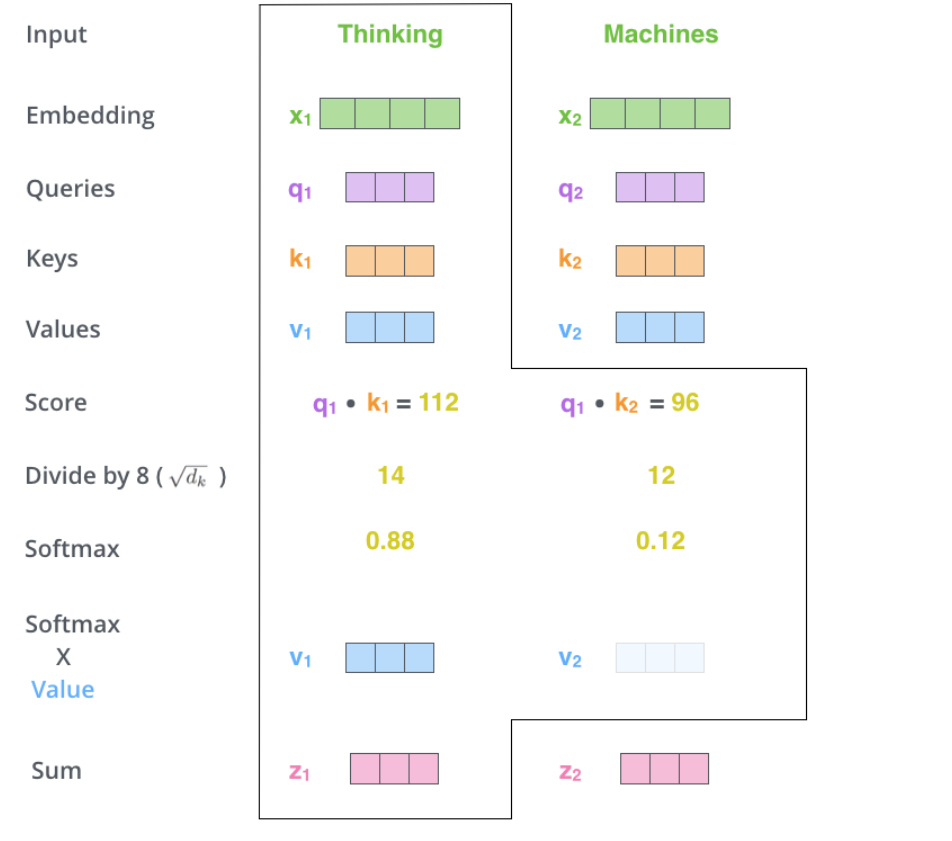 Input Thinking Machines
Embedding x₁ x₂
Queries q₁ q₂
Keys k₁ k₂
Values v₁ v₂
Score q₁ • k₁ = 112 q₁ • k₂ = 96
Divide by 8 ( √dₖ ) 14 12
Softmax 0.88 0.12
Softmax
X
Value v₁ v₂
Sum z₁ z₂